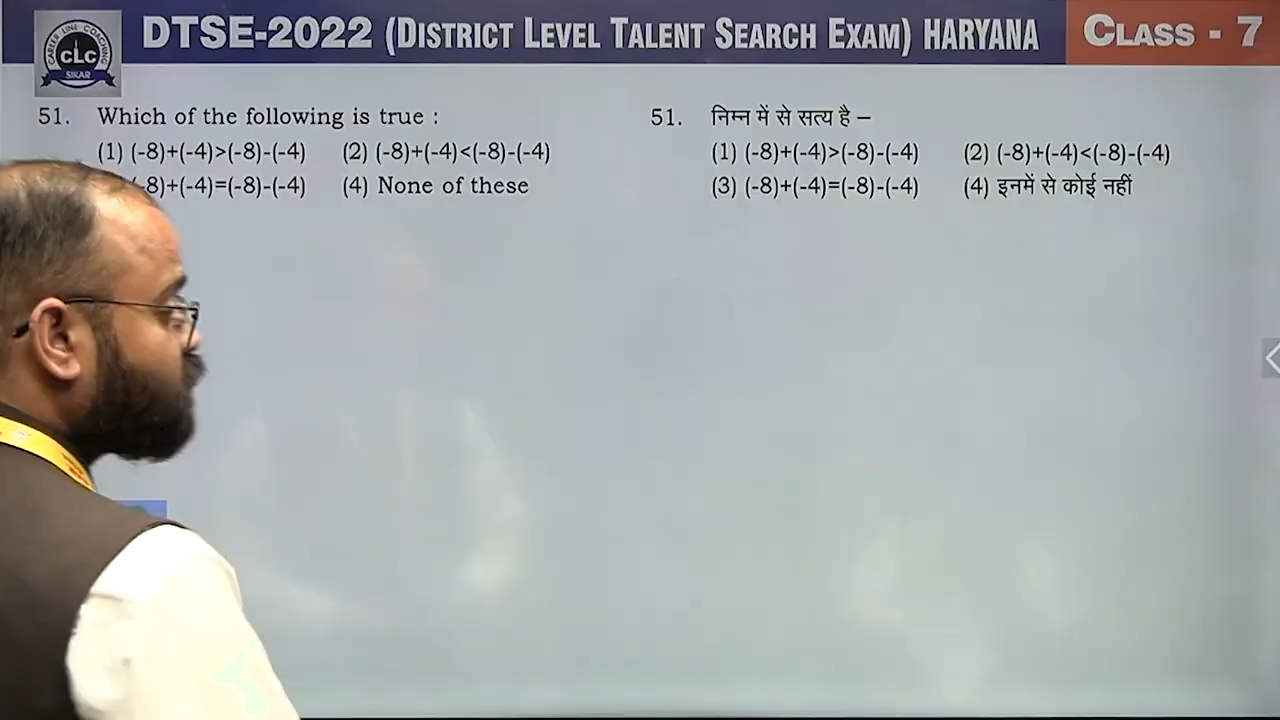 CAREER LINE COACHING
CLC
SIKAR
DTSE-2022 (DISTRICT LEVEL TALENT SEARCH EXAM) HARYANA
CLASS - 7
51. Which of the following is true :
(1) (-8)+(-4)>(-8)-(-4) (2) (-8)+(-4)<(-8)-(-4)
-8)+(-4)=(-8)-(-4) (4) None of these
51. निम्न में से सत्य है –
(1) (-8)+(-4)>(-8)-(-4) (2) (-8)+(-4)<(-8)-(-4)
(3) (-8)+(-4)=(-8)-(-4) (4) इनमें से कोई नहीं